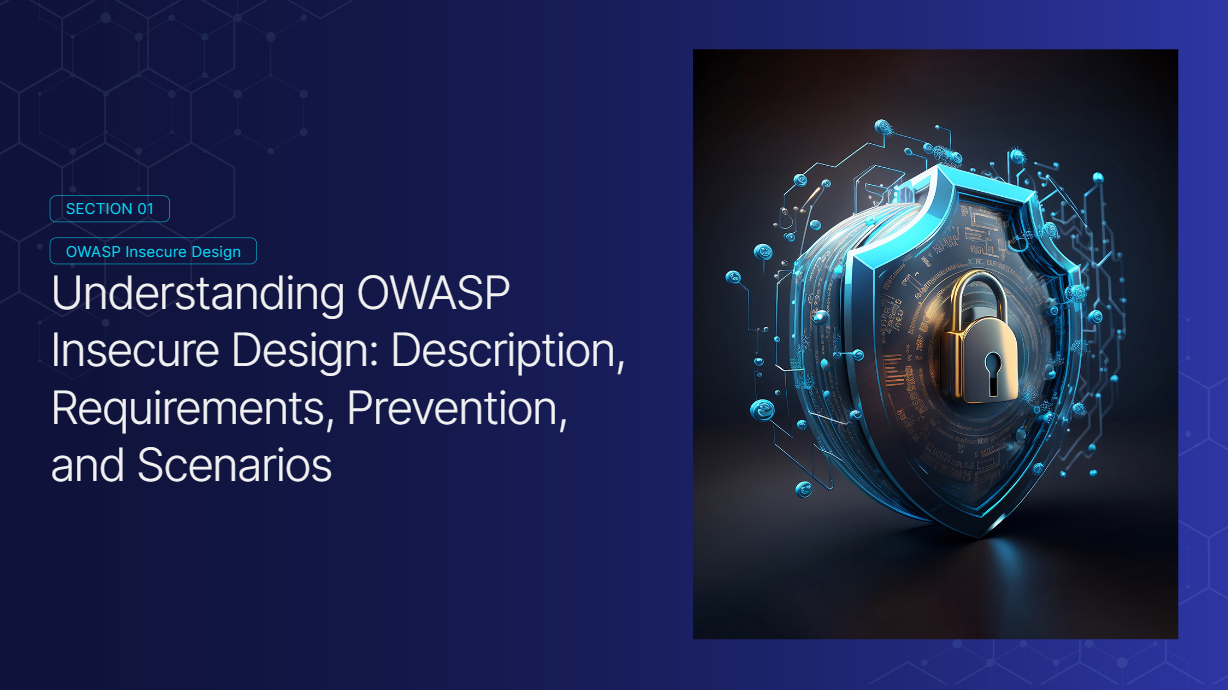 SECTION 01
OWASP Insecure Design
Understanding OWASP
Insecure Design: Description,
Requirements, Prevention,
and Scenarios